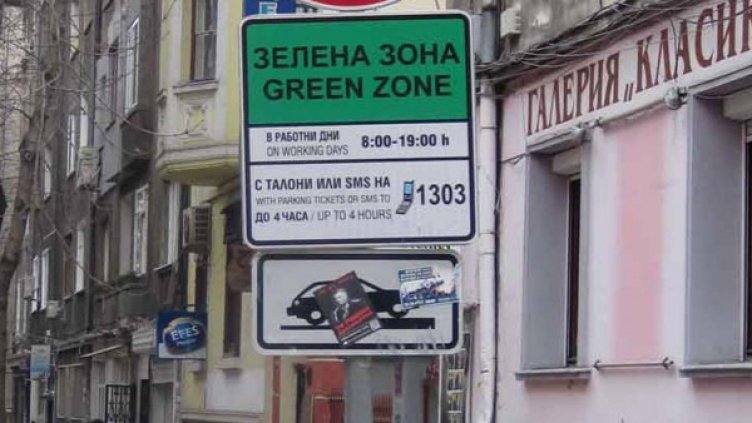 ЗЕЛЕНА ЗОНА
GREEN ZONE
В РАБОТНИ ДНИ
ON WORKING DAYS
8:00-19:00 h
С ТАЛОНИ ИЛИ SMS НА
WITH PARKING TICKETS OR SMS TO
1303
ДО 4 ЧАСА / UP TO 4 HOURS
ГАЛЕРИЯ „КЛАСИ
EFES